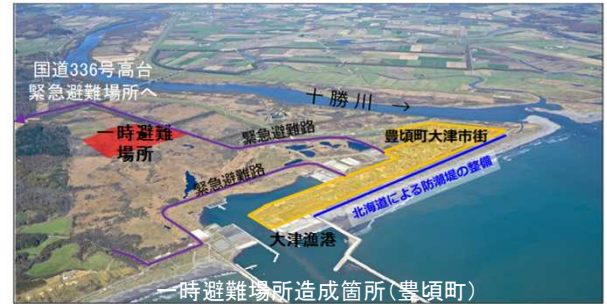 国道336号高台
緊急避難場所へ
十勝川 →
一時避難
場所
緊急避難路
豊頃町大津市街
緊急避難路
北海道による防潮堤の整備
大津漁港
一時避難場所造成箇所(豊頃町)